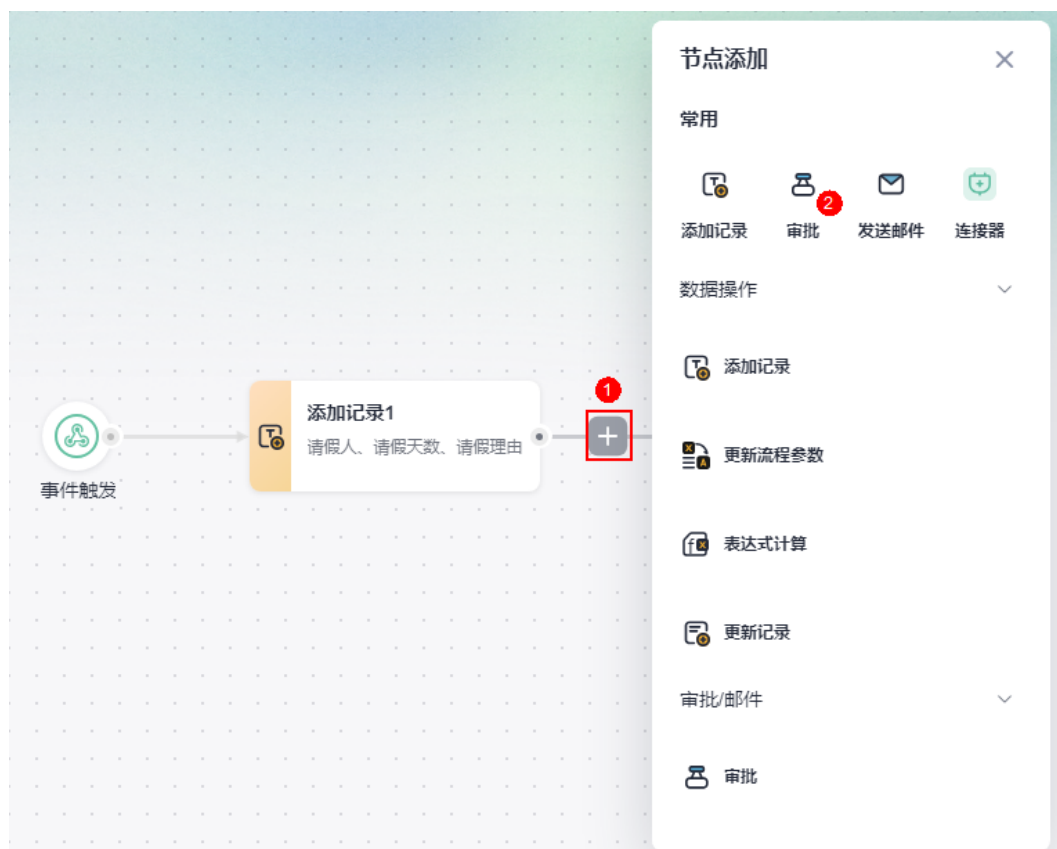 节点添加
常用
2
添加记录 审批 发送邮件 连接器
数据操作
添加记录
1
添加记录1
请假人、请假天数、请假理由
事件触发
更新流程参数
表达式计算
更新记录
审批/邮件
审批